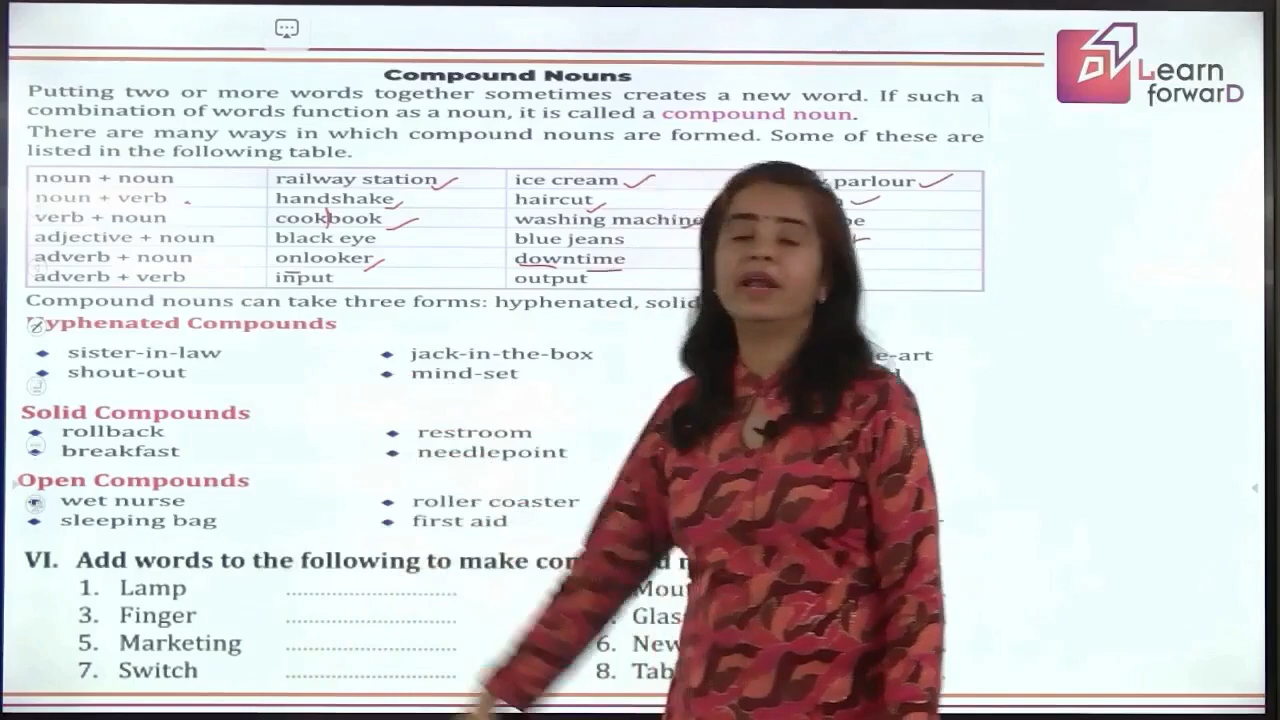 Learn
forwarD
Compound Nouns
Putting two or more words together sometimes creates a new word. If such a
combination of words function as a noun, it is called a compound noun.
There are many ways in which compound nouns are formed. Some of these are
listed in the following table.
noun + noun railway station ice cream parlour
noun + verb handshake haircut
verb + noun cookbook washing machine
adjective + noun black eye blue jeans
adverb + noun onlooker downtime
adverb + verb input output
Compound nouns can take three forms: hyphenated, solid
Hyphenated Compounds
sister-in-law jack-in-the-box e-art
shout-out mind-set
Solid Compounds
rollback restroom
breakfast needlepoint
Open Compounds
wet nurse roller coaster
sleeping bag first aid
VI. Add words to the following to make
1. Lamp ........................................ Mou
3. Finger ........................................ Glas
5. Marketing ........................................ 6. New
7. Switch ........................................ 8. Tab